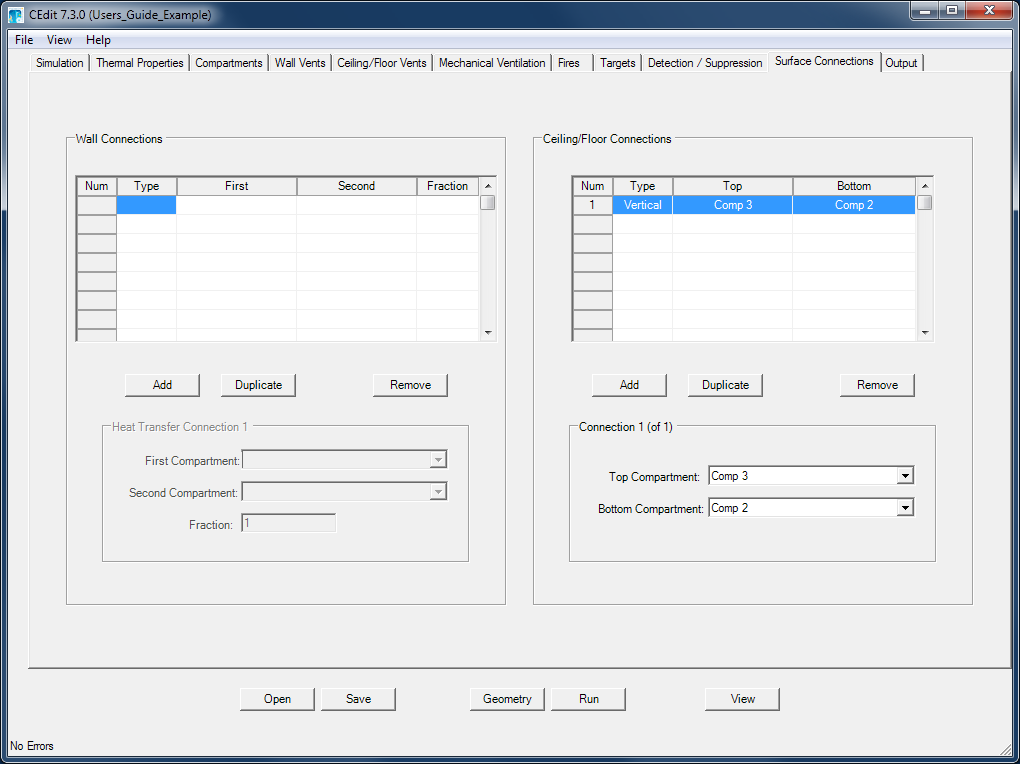 CEdit 7.3.0 (Users_Guide_Example)
File View Help
Simulation Thermal Properties Compartments Wall Vents Ceiling/Floor Vents Mechanical Ventilation Fires Targets Detection / Suppression Surface Connections Output
Wall Connections
Num Type First Second Fraction
Add Duplicate Remove
Heat Transfer Connection 1
First Compartment:
Second Compartment:
Fraction: 1
Ceiling/Floor Connections
Num Type Top Bottom
1 Vertical Comp 3 Comp 2
Add Duplicate Remove
Connection 1 (of 1)
Top Compartment: Comp 3
Bottom Compartment: Comp 2
Open Save Geometry Run View
No Errors